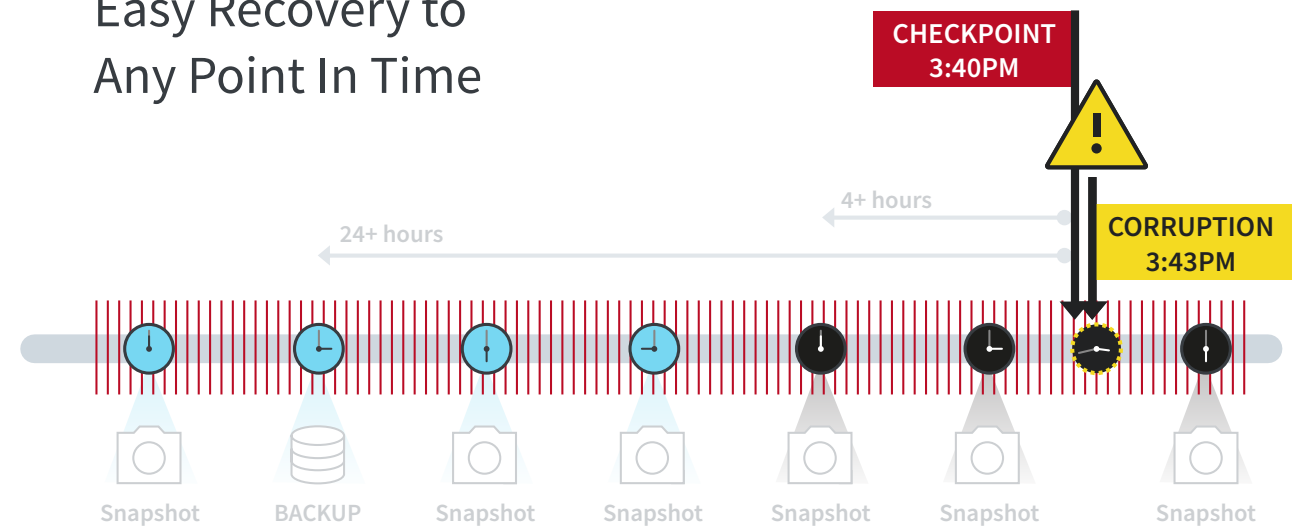 Easy Recovery to
Any Point In Time
CHECKPOINT
3:40PM
4+ hours
24+ hours
CORRUPTION
3:43PM
Snapshot
BACKUP
Snapshot
Snapshot
Snapshot
Snapshot
Snapshot